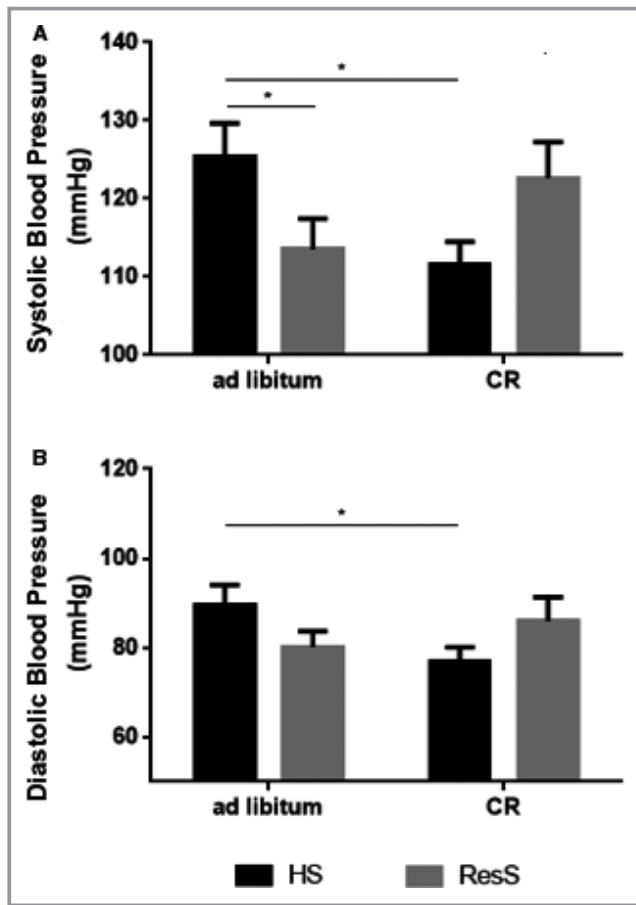 A
Systolic Blood Pressure
(mmHg)
140
130
120
110
100
*
*
ad libitum
CR
B
Diastolic Blood Pressure
(mmHg)
120
100
80
60
*
ad libitum
CR
HS
ResS